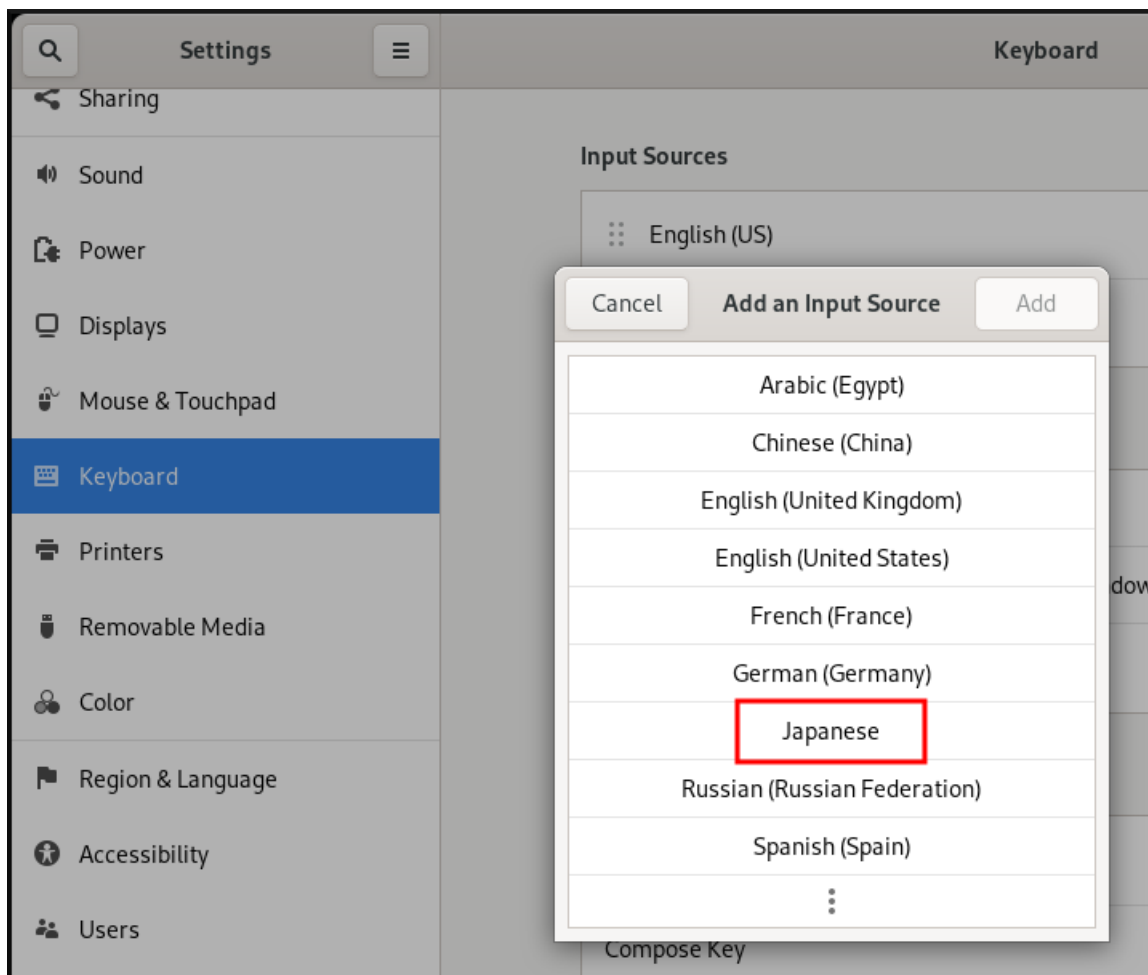 Settings
Keyboard
Sharing
Sound
Power
Displays
Mouse & Touchpad
Keyboard
Printers
Removable Media
Color
Region & Language
Accessibility
Users
Input Sources
English (US)
Cancel
Add an Input Source
Add
Arabic (Egypt)
Chinese (China)
English (United Kingdom)
English (United States)
French (France)
German (Germany)
Japanese
Russian (Russian Federation)
Spanish (Spain)
Compose Key